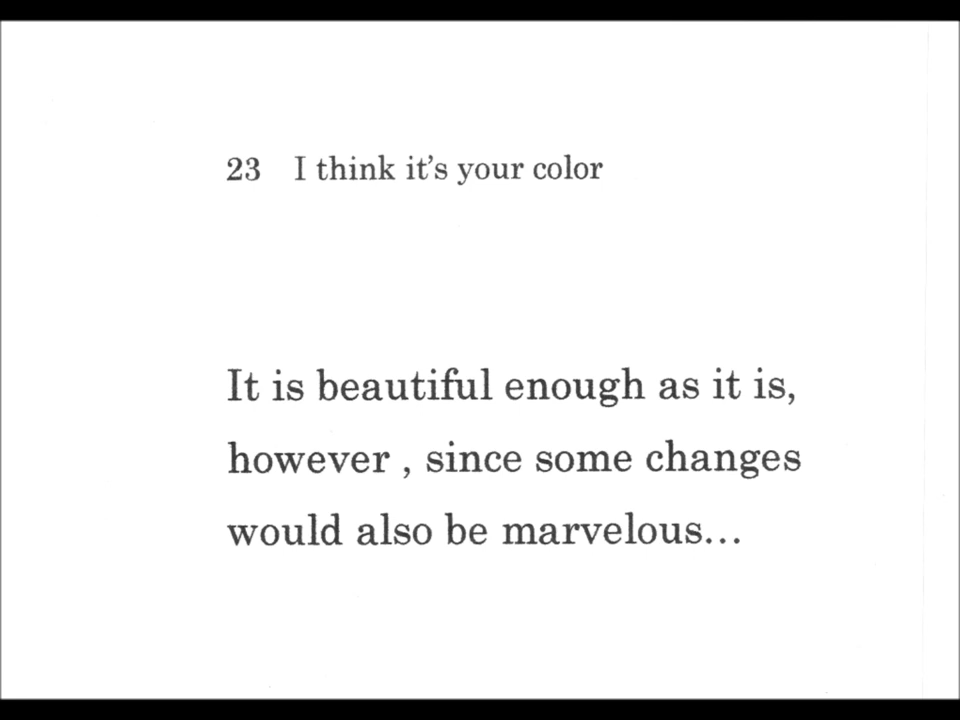 23 I think it's your color
It is beautiful enough as it is,
however , since some changes
would also be marvelous...